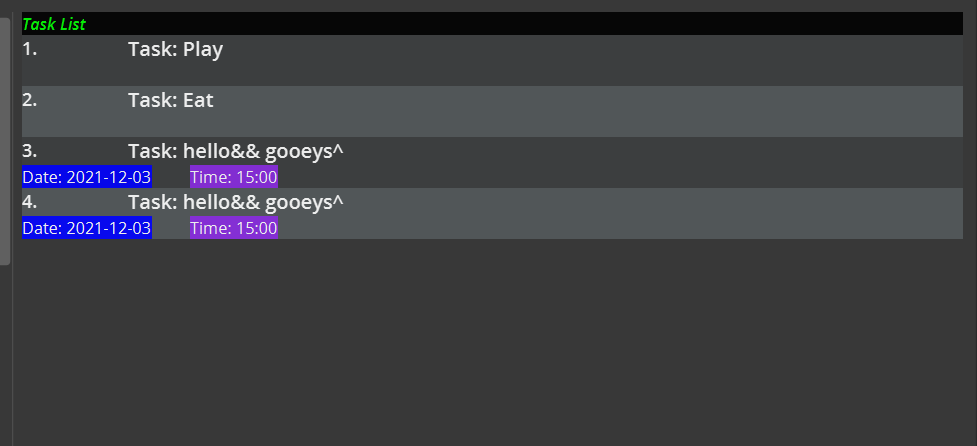 Task List
1. Task: Play
2. Task: Eat
3. Task: hello&& gooeys^
Date: 2021-12-03 Time: 15:00
4. Task: hello&& gooeys^
Date: 2021-12-03 Time: 15:00